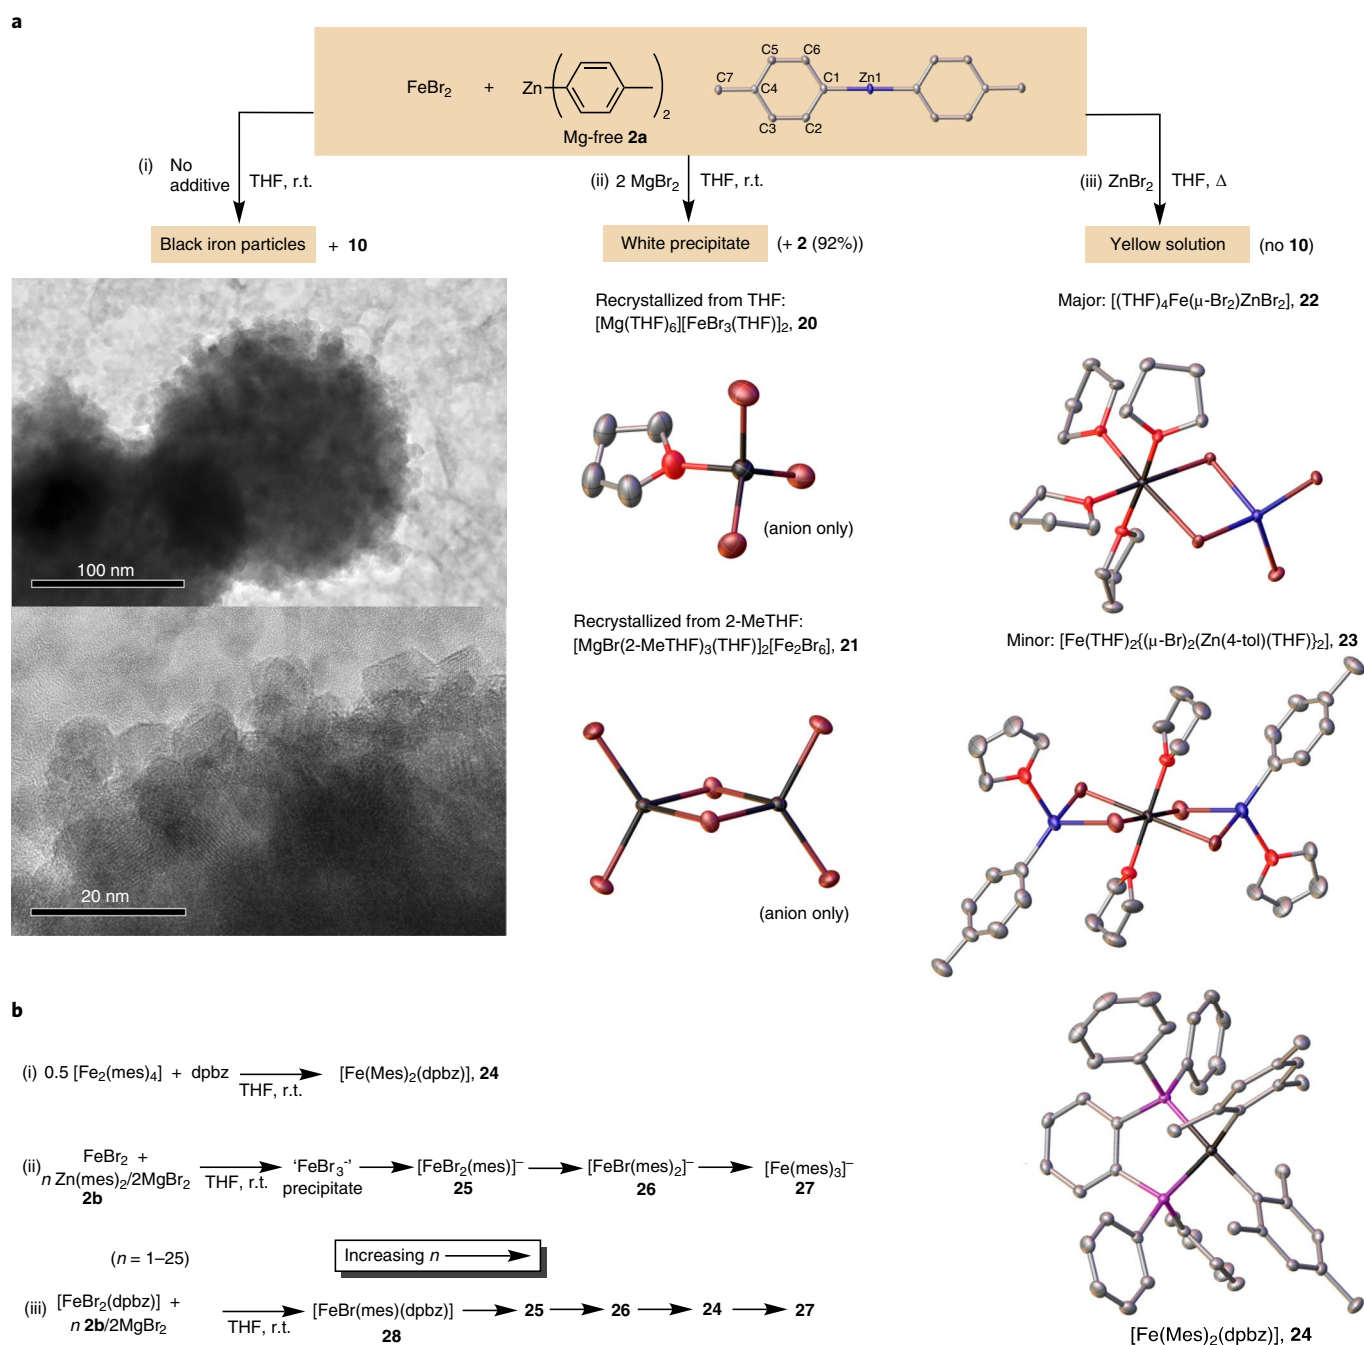 a
FeBr2 + Zn ( ) 2
Mg-free 2a
C5 C6
C7 C4 C1 Zn1
C3 C2
(i) No additive THF, r.t.
(ii) 2 MgBr2 THF, r.t.
(iii) ZnBr2 THF, Δ
Black iron particles + 10
White precipitate (+ 2 (92%))
Yellow solution (no 10)
100 nm
20 nm
Recrystallized from THF:
[Mg(THF)6][FeBr3(THF)]2, 20
(anion only)
Recrystallized from 2-MeTHF:
[MgBr(2-MeTHF)3(THF)]2[Fe2Br6], 21
(anion only)
Major: [(THF)4Fe(μ-Br2)ZnBr2], 22
Minor: [Fe(THF)2{(μ-Br)2(Zn(4-tol)(THF)}2], 23
b
(i) 0.5 [Fe2(mes)4] + dpbz THF, r.t. [Fe(Mes)2(dpbz)], 24
(ii) FeBr2 +
n Zn(mes)2/2MgBr2
2b
THF, r.t.
'FeBr3-'
precipitate
[FeBr2(mes)]−
25
[FeBr(mes)2]−
26
[Fe(mes)3]−
27
(n = 1–25)
Increasing n
(iii) [FeBr2(dpbz)] +
n 2b/2MgBr2
THF, r.t.
[FeBr(mes)(dpbz)] 25 26 24 27
28
[Fe(Mes)2(dpbz)], 24